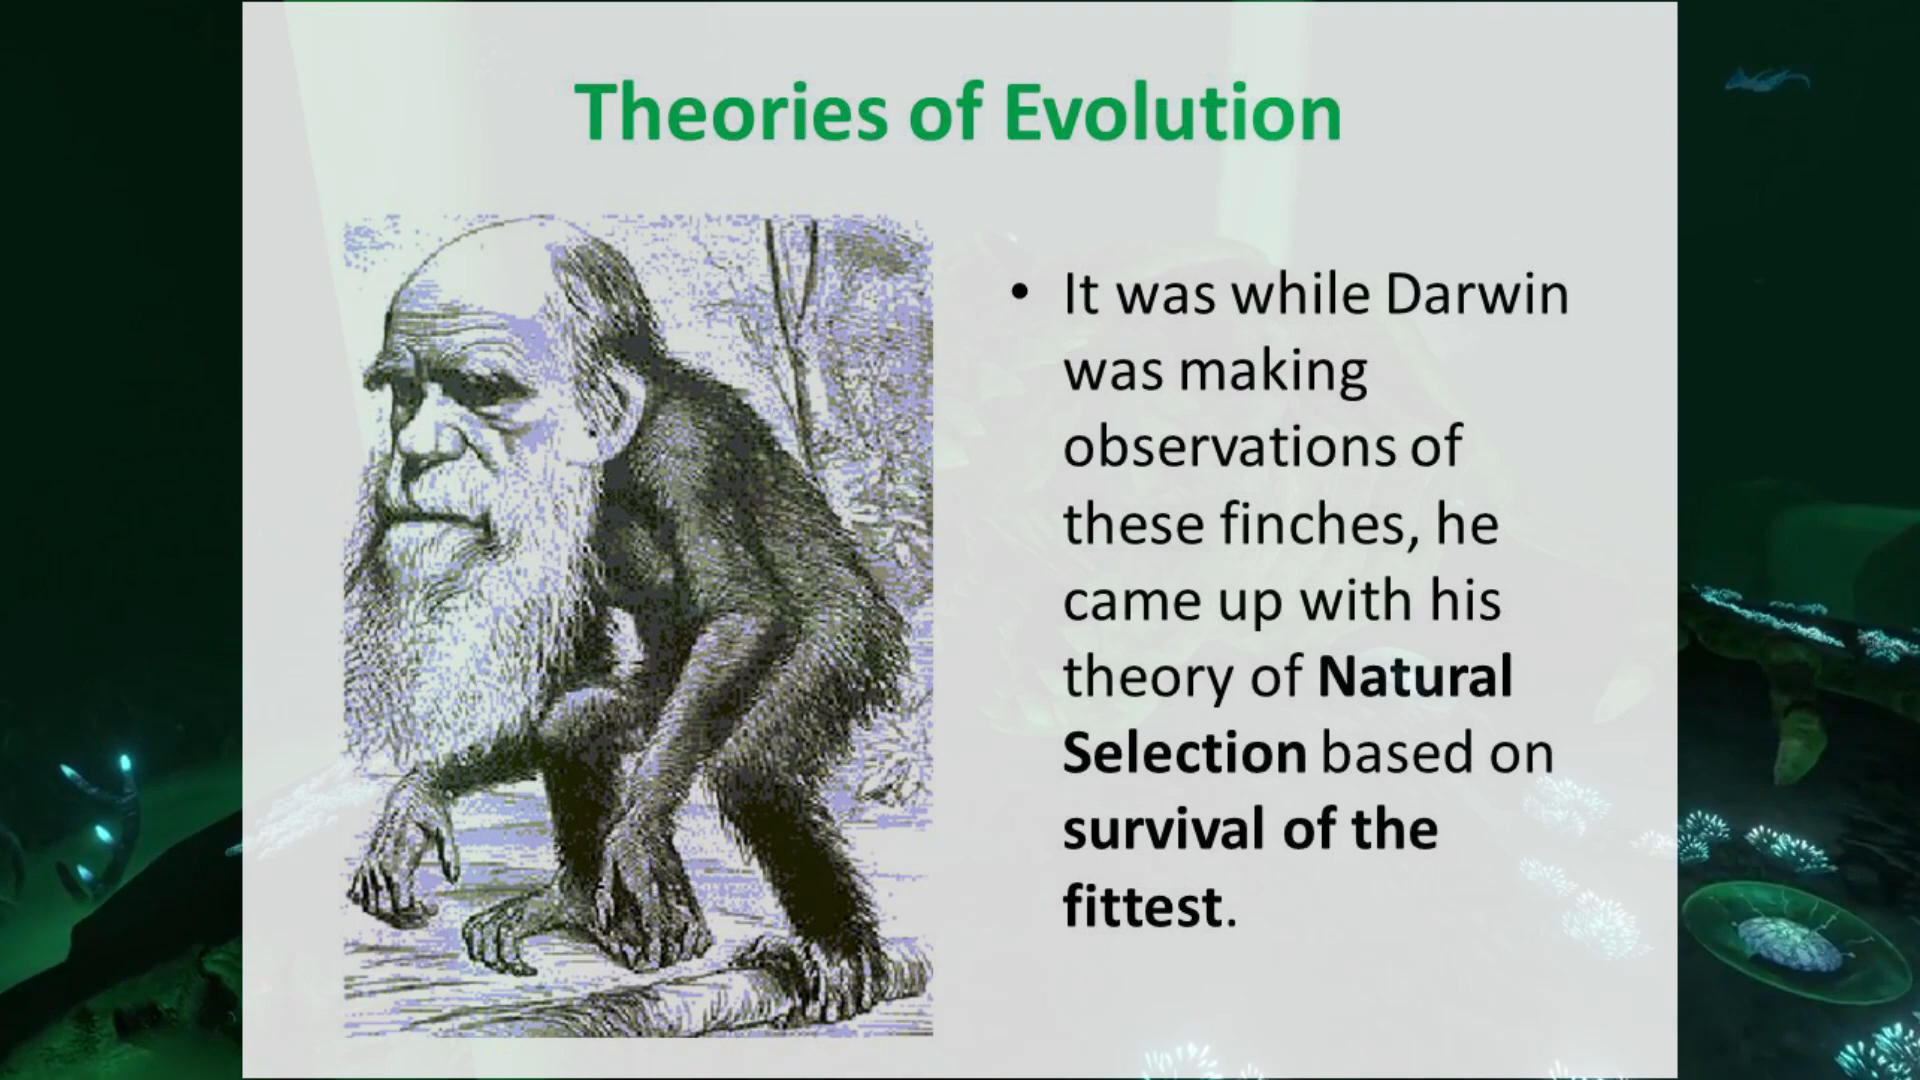 Theories of Evolution
• It was while Darwin
was making
observations of
these finches, he
came up with his
theory of Natural
Selection based on
survival of the
fittest.